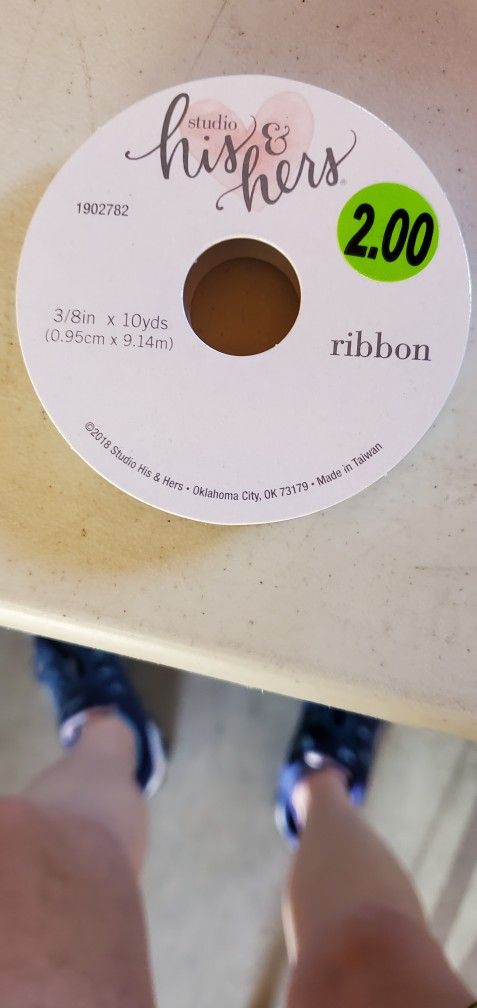 studio
his &
hers®
1902782
2.00
3/8in x 10yds
(0.95cm x 9.14m)
ribbon
©2018 Studio His & Hers • Oklahoma City, OK 73179 • Made in Taiwan